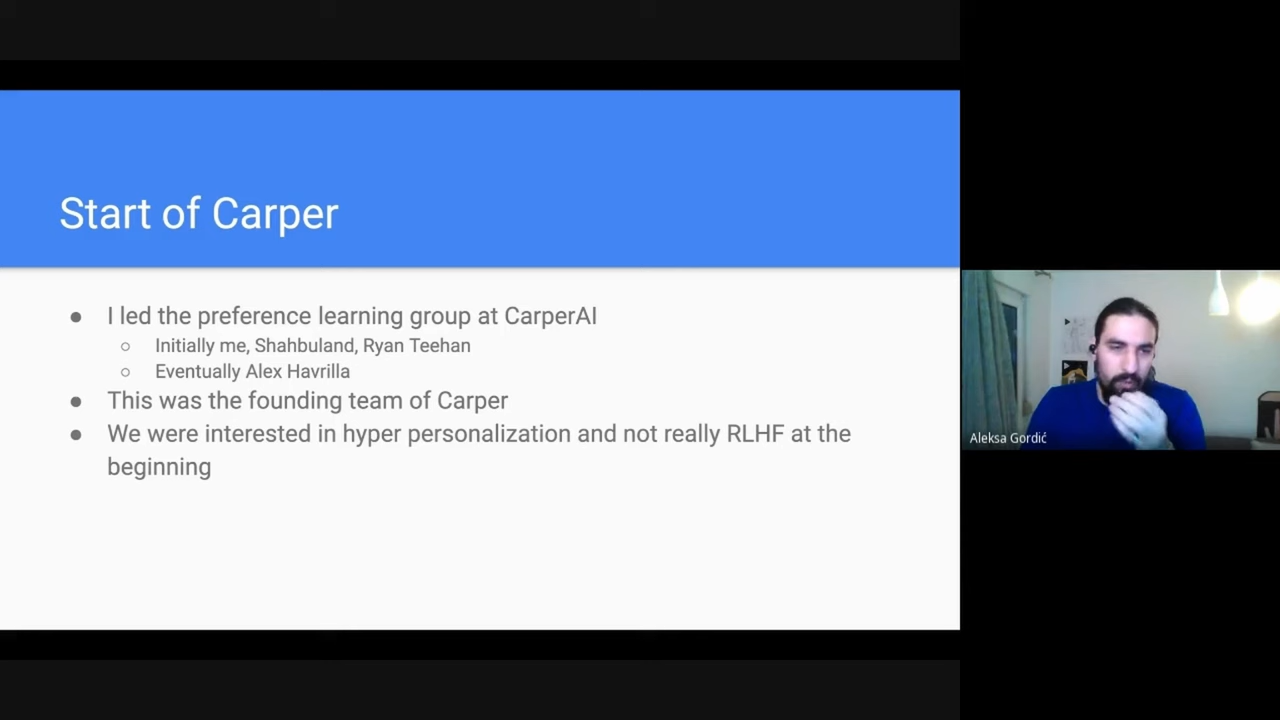 Start of Carper
● I led the preference learning group at CarperAI
○ Initially me, Shahbuland, Ryan Teehan
○ Eventually Alex Havrilla
● This was the founding team of Carper
● We were interested in hyper personalization and not really RLHF at the
beginning
Aleksa Gordić